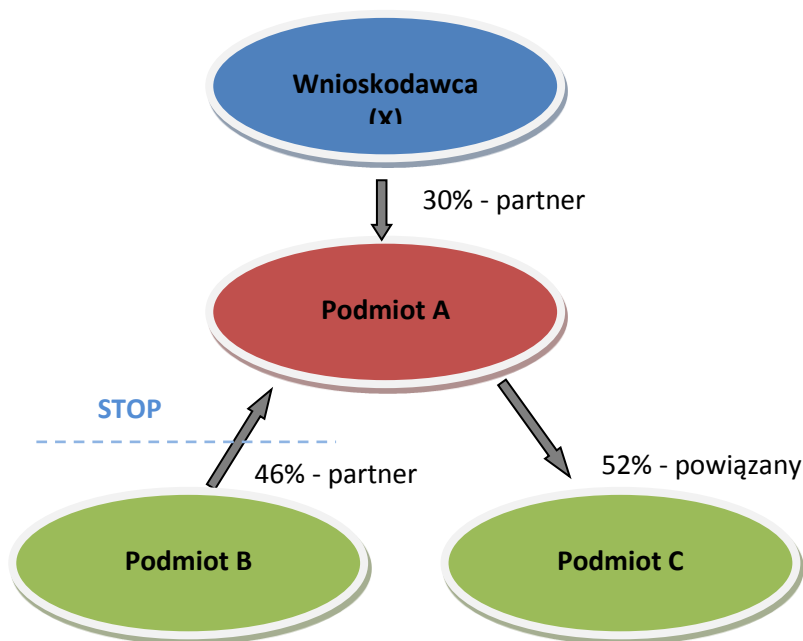 Wnioskodawca
(x)
30% - partner
Podmiot A
STOP
46% - partner
52% - powiązany
Podmiot B
Podmiot C